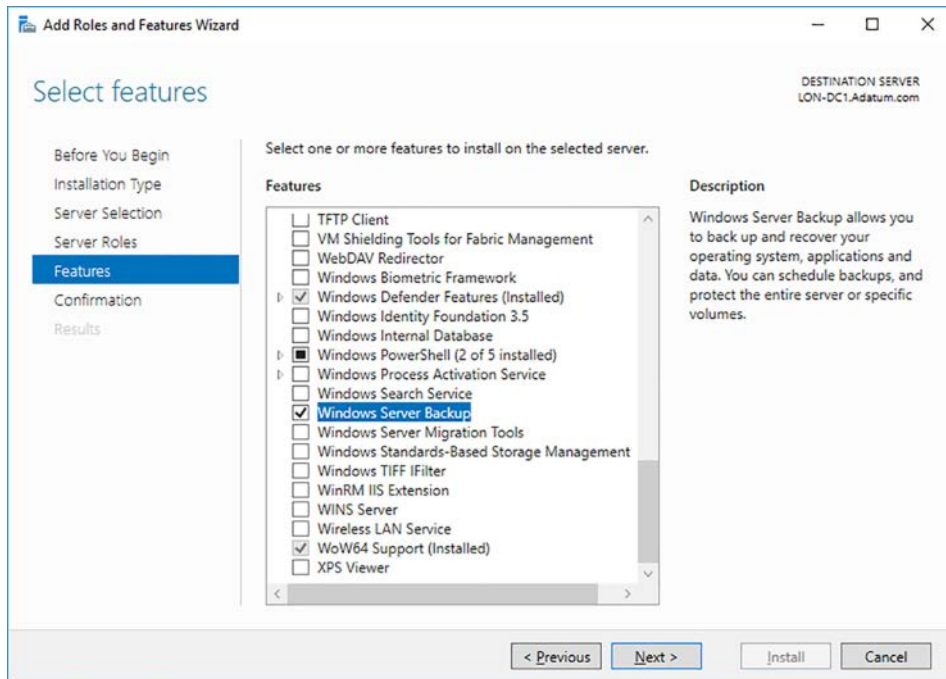 Add Roles and Features Wizard
Select features
DESTINATION SERVER
LON-DC1.Adatum.com
Before You Begin
Installation Type
Server Selection
Server Roles
Features
Confirmation
Results
Select one or more features to install on the selected server.
Features
TFTP Client
VM Shielding Tools for Fabric Management
WebDAV Redirector
Windows Biometric Framework
Windows Defender Features (Installed)
Windows Identity Foundation 3.5
Windows Internal Database
Windows PowerShell (2 of 5 installed)
Windows Process Activation Service
Windows Search Service
Windows Server Backup
Windows Server Migration Tools
Windows Standards-Based Storage Management
Windows TIFF IFilter
WinRM IIS Extension
WINS Server
Wireless LAN Service
WoW64 Support (Installed)
XPS Viewer
Description
Windows Server Backup allows you
to back up and recover your
operating system, applications and
data. You can schedule backups, and
protect the entire server or specific
volumes.
< Previous
Next >
Install
Cancel